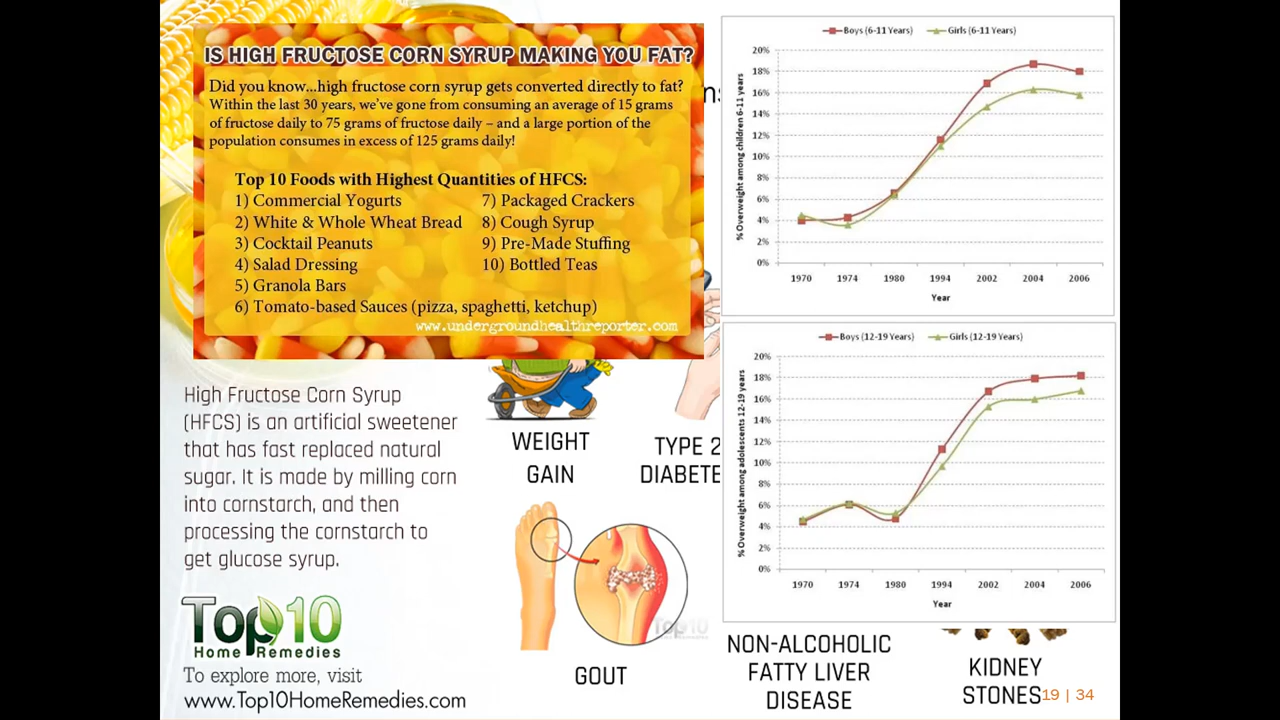 IS HIGH FRUCTOSE CORN SYRUP MAKING YOU FAT?
Did you know...high fructose corn syrup gets converted directly to fat?
Within the last 30 years, we've gone from consuming an average of 15 grams
of fructose daily to 75 grams of fructose daily – and a large portion of the
population consumes in excess of 125 grams daily!
Top 10 Foods with Highest Quantities of HFCS:
1) Commercial Yogurts
2) White & Whole Wheat Bread
3) Cocktail Peanuts
4) Salad Dressing
5) Granola Bars
6) Tomato-based Sauces (pizza, spaghetti, ketchup)
7) Packaged Crackers
8) Cough Syrup
9) Pre-Made Stuffing
10) Bottled Teas
www.undergroundhealthreporter.com
High Fructose Corn Syrup
(HFCS) is an artificial sweetener
that has fast replaced natural
sugar. It is made by milling corn
into cornstarch, and then
processing the cornstarch to
get glucose syrup.
Top10
Home Remedies
To explore more, visit
www.Top10HomeRemedies.com
WEIGHT
GAIN
TYPE 2
DIABETE
GOUT
Top10
Home Remedies
NON-ALCOHOLIC
FATTY LIVER
DISEASE
KIDNEY
STONES
Boys (6-11 Years) Girls (6-11 Years)
% Overweight among children 6-11 years
20%
18%
16%
14%
12%
10%
8%
6%
4%
2%
0%
1970 1974 1980 1994 2002 2004 2006
Year
Boys (12-19 Years) Girls (12-19 Years)
% Overweight among adolescents 12-19 years
20%
18%
16%
14%
12%
10%
8%
6%
4%
2%
0%
1970 1974 1980 1994 2002 2004 2006
Year
19 | 34